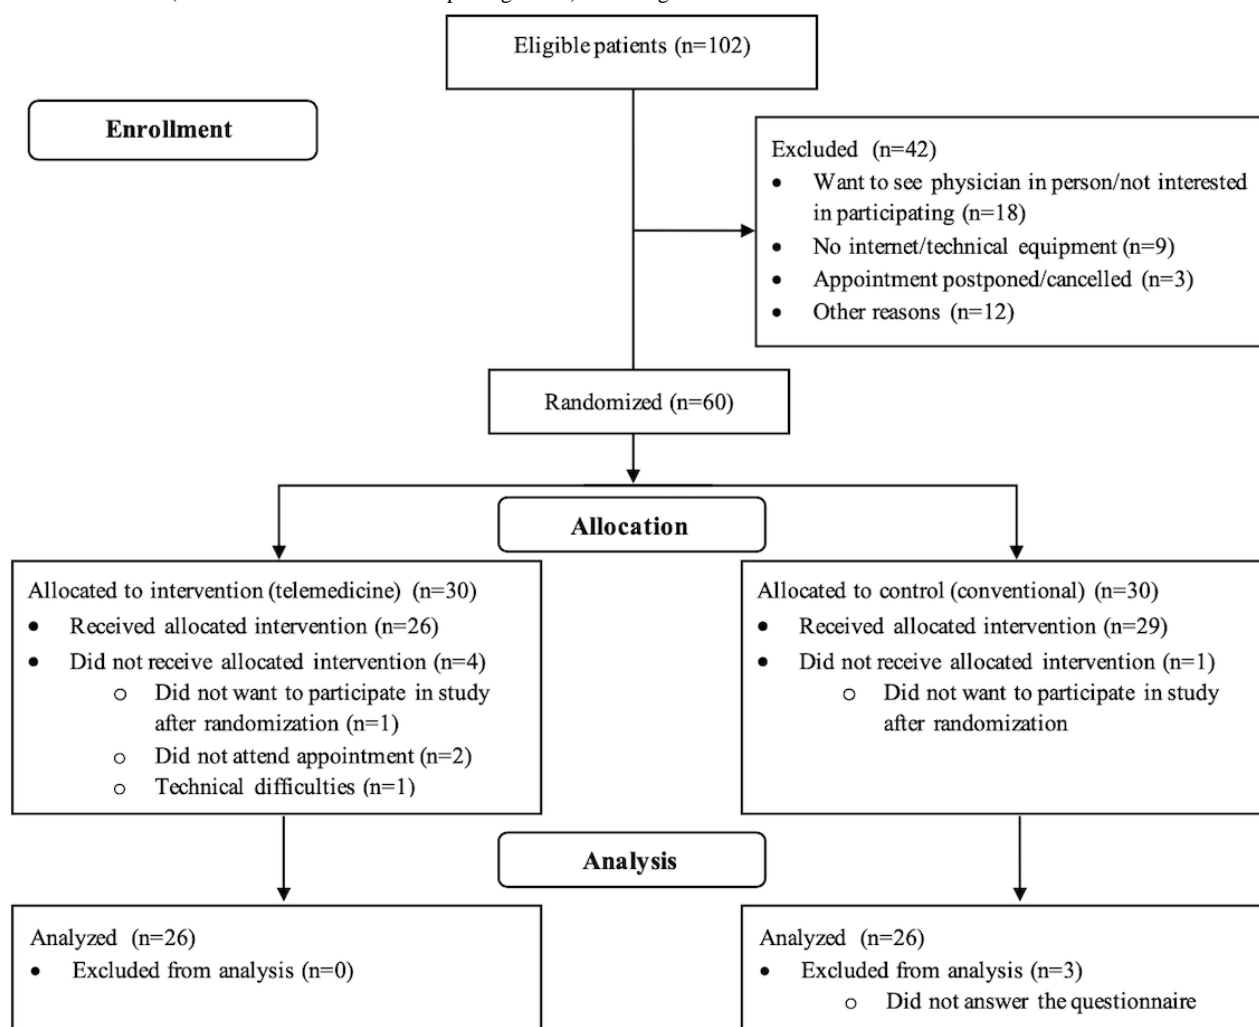 Eligible patients (n=102)
Enrollment
Excluded (n=42)
• Want to see physician in person/not interested
in participating (n=18)
• No internet/technical equipment (n=9)
• Appointment postponed/cancelled (n=3)
• Other reasons (n=12)
Randomized (n=60)
Allocation
Allocated to intervention (telemedicine) (n=30)
• Received allocated intervention (n=26)
• Did not receive allocated intervention (n=4)
o Did not want to participate in study
after randomization (n=1)
o Did not attend appointment (n=2)
o Technical difficulties (n=1)
Allocated to control (conventional) (n=30)
• Received allocated intervention (n=29)
• Did not receive allocated intervention (n=1)
o Did not want to participate in study
after randomization
Analysis
Analyzed (n=26)
• Excluded from analysis (n=0)
Analyzed (n=26)
• Excluded from analysis (n=3)
o Did not answer the questionnaire